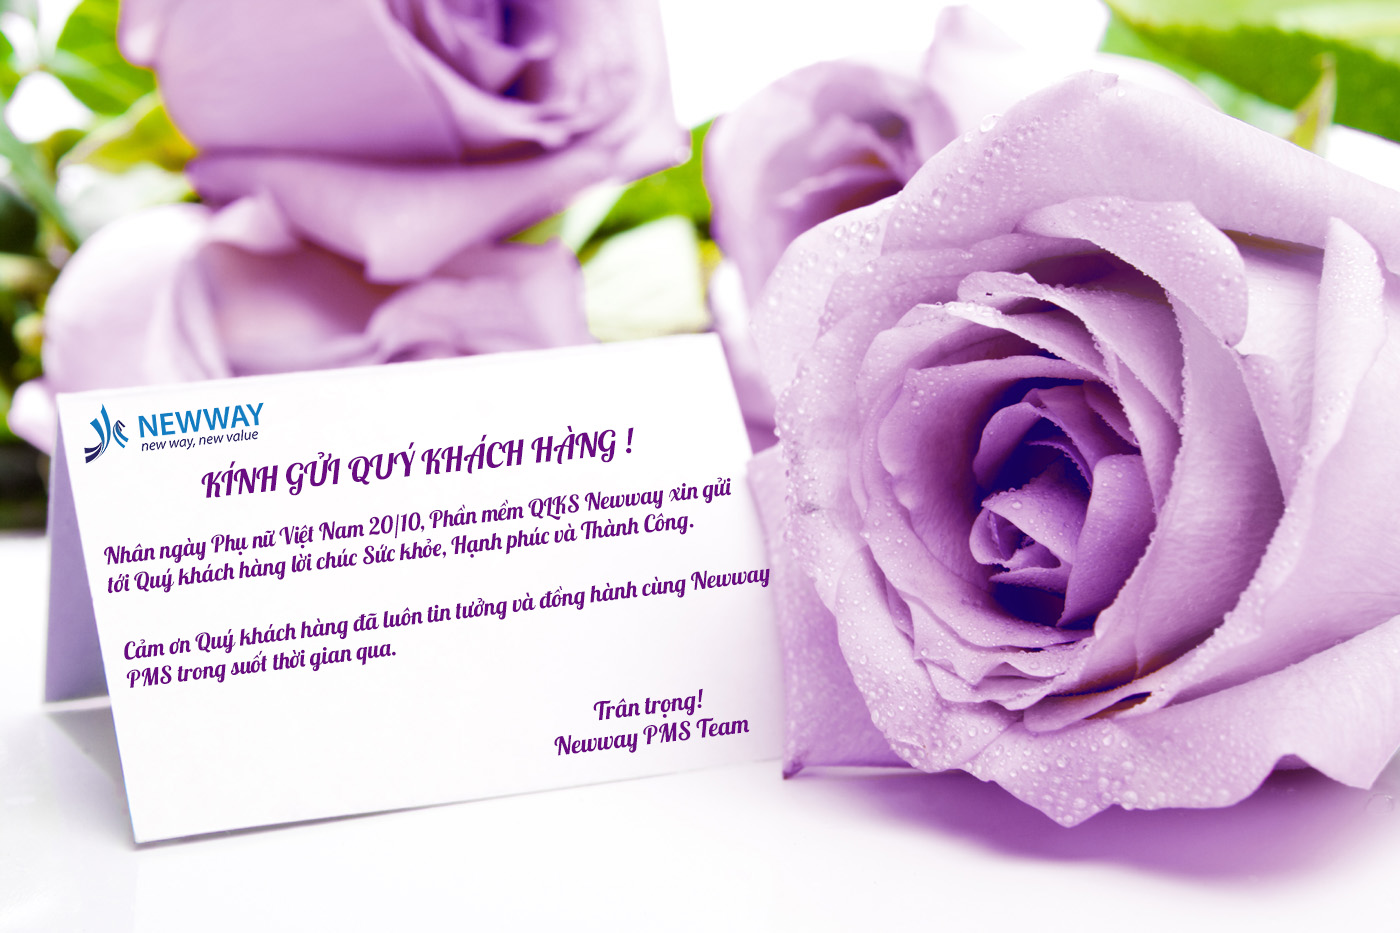 NEWWAY
new way, new value
KÍNH GỬI QUÝ KHÁCH HÀNG !
Nhân ngày Phụ nữ Việt Nam 20/10, Phần mềm QLKS Newway xin gửi
tới Quý khách hàng lời chúc Sức khỏe, Hạnh phúc và Thành Công.
Cảm ơn Quý khách hàng đã luôn tin tưởng và đồng hành cùng Newway
PMS trong suốt thời gian qua.
Trân trọng!
Newway PMS Team